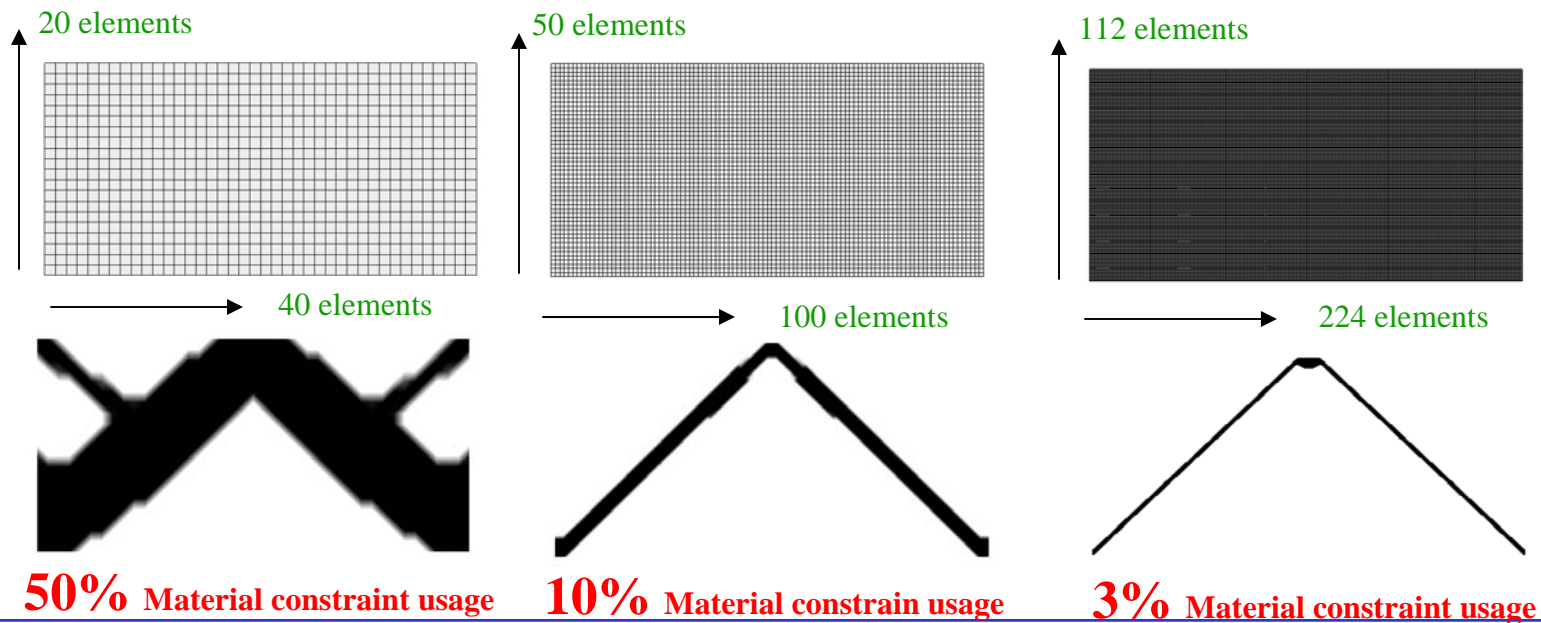 20 elements
50 elements
112 elements
40 elements
100 elements
224 elements
50% Material constraint usage
10% Material constrain usage
3% Material constraint usage